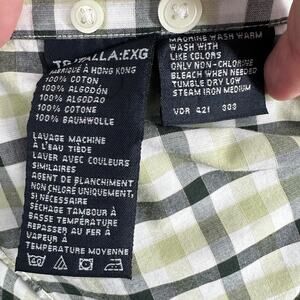 TP/TALLA:EXG
FABRIQUÉ À HONG KONG
100% COTON
100% ALGODÓN
100% ALGODAO
100% COTONE
100% BAUMWOLLE
LAVAGE MACHINE
À L'EAU TIÈDE
LAVER AVEC COULEURS
SIMILAIRES
AGENT DE BLANCHIMENT
NON CHLORÉ UNIQUEMENT,
SI NÉCESSAIRE
SÉCHAGE TAMBOUR À
BASSE TEMPÉRATURE
REPASSER AU FER À
VAPEUR À
TEMPÉRATURE MOYENNE
MACHINE WASH WARM
WASH WITH
LIKE COLORS
ONLY NON-CHLORINE
BLEACH WHEN NEEDED
TUMBLE DRY LOW
STEAM IRON MEDIUM
VDR 421 303